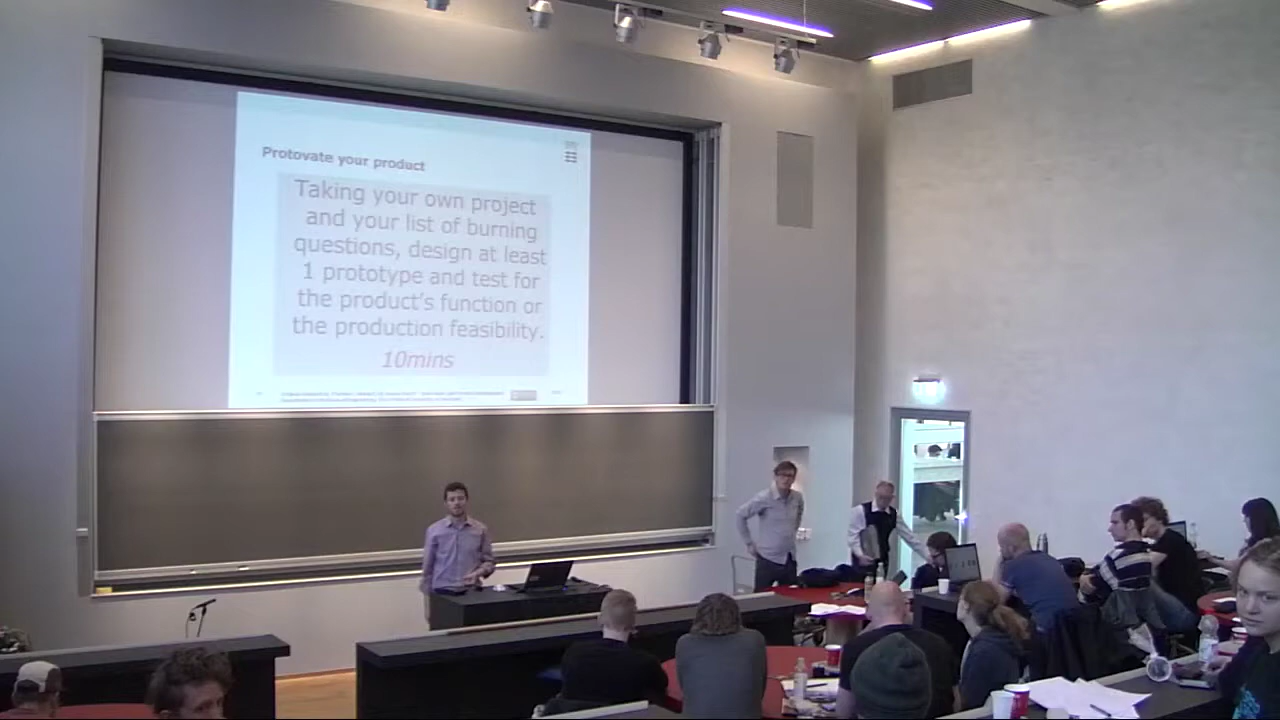 Protovate your product
Taking your own project
and your list of burning
questions, design at least
1 prototype and test for
the product's function or
the production feasibility.
10mins